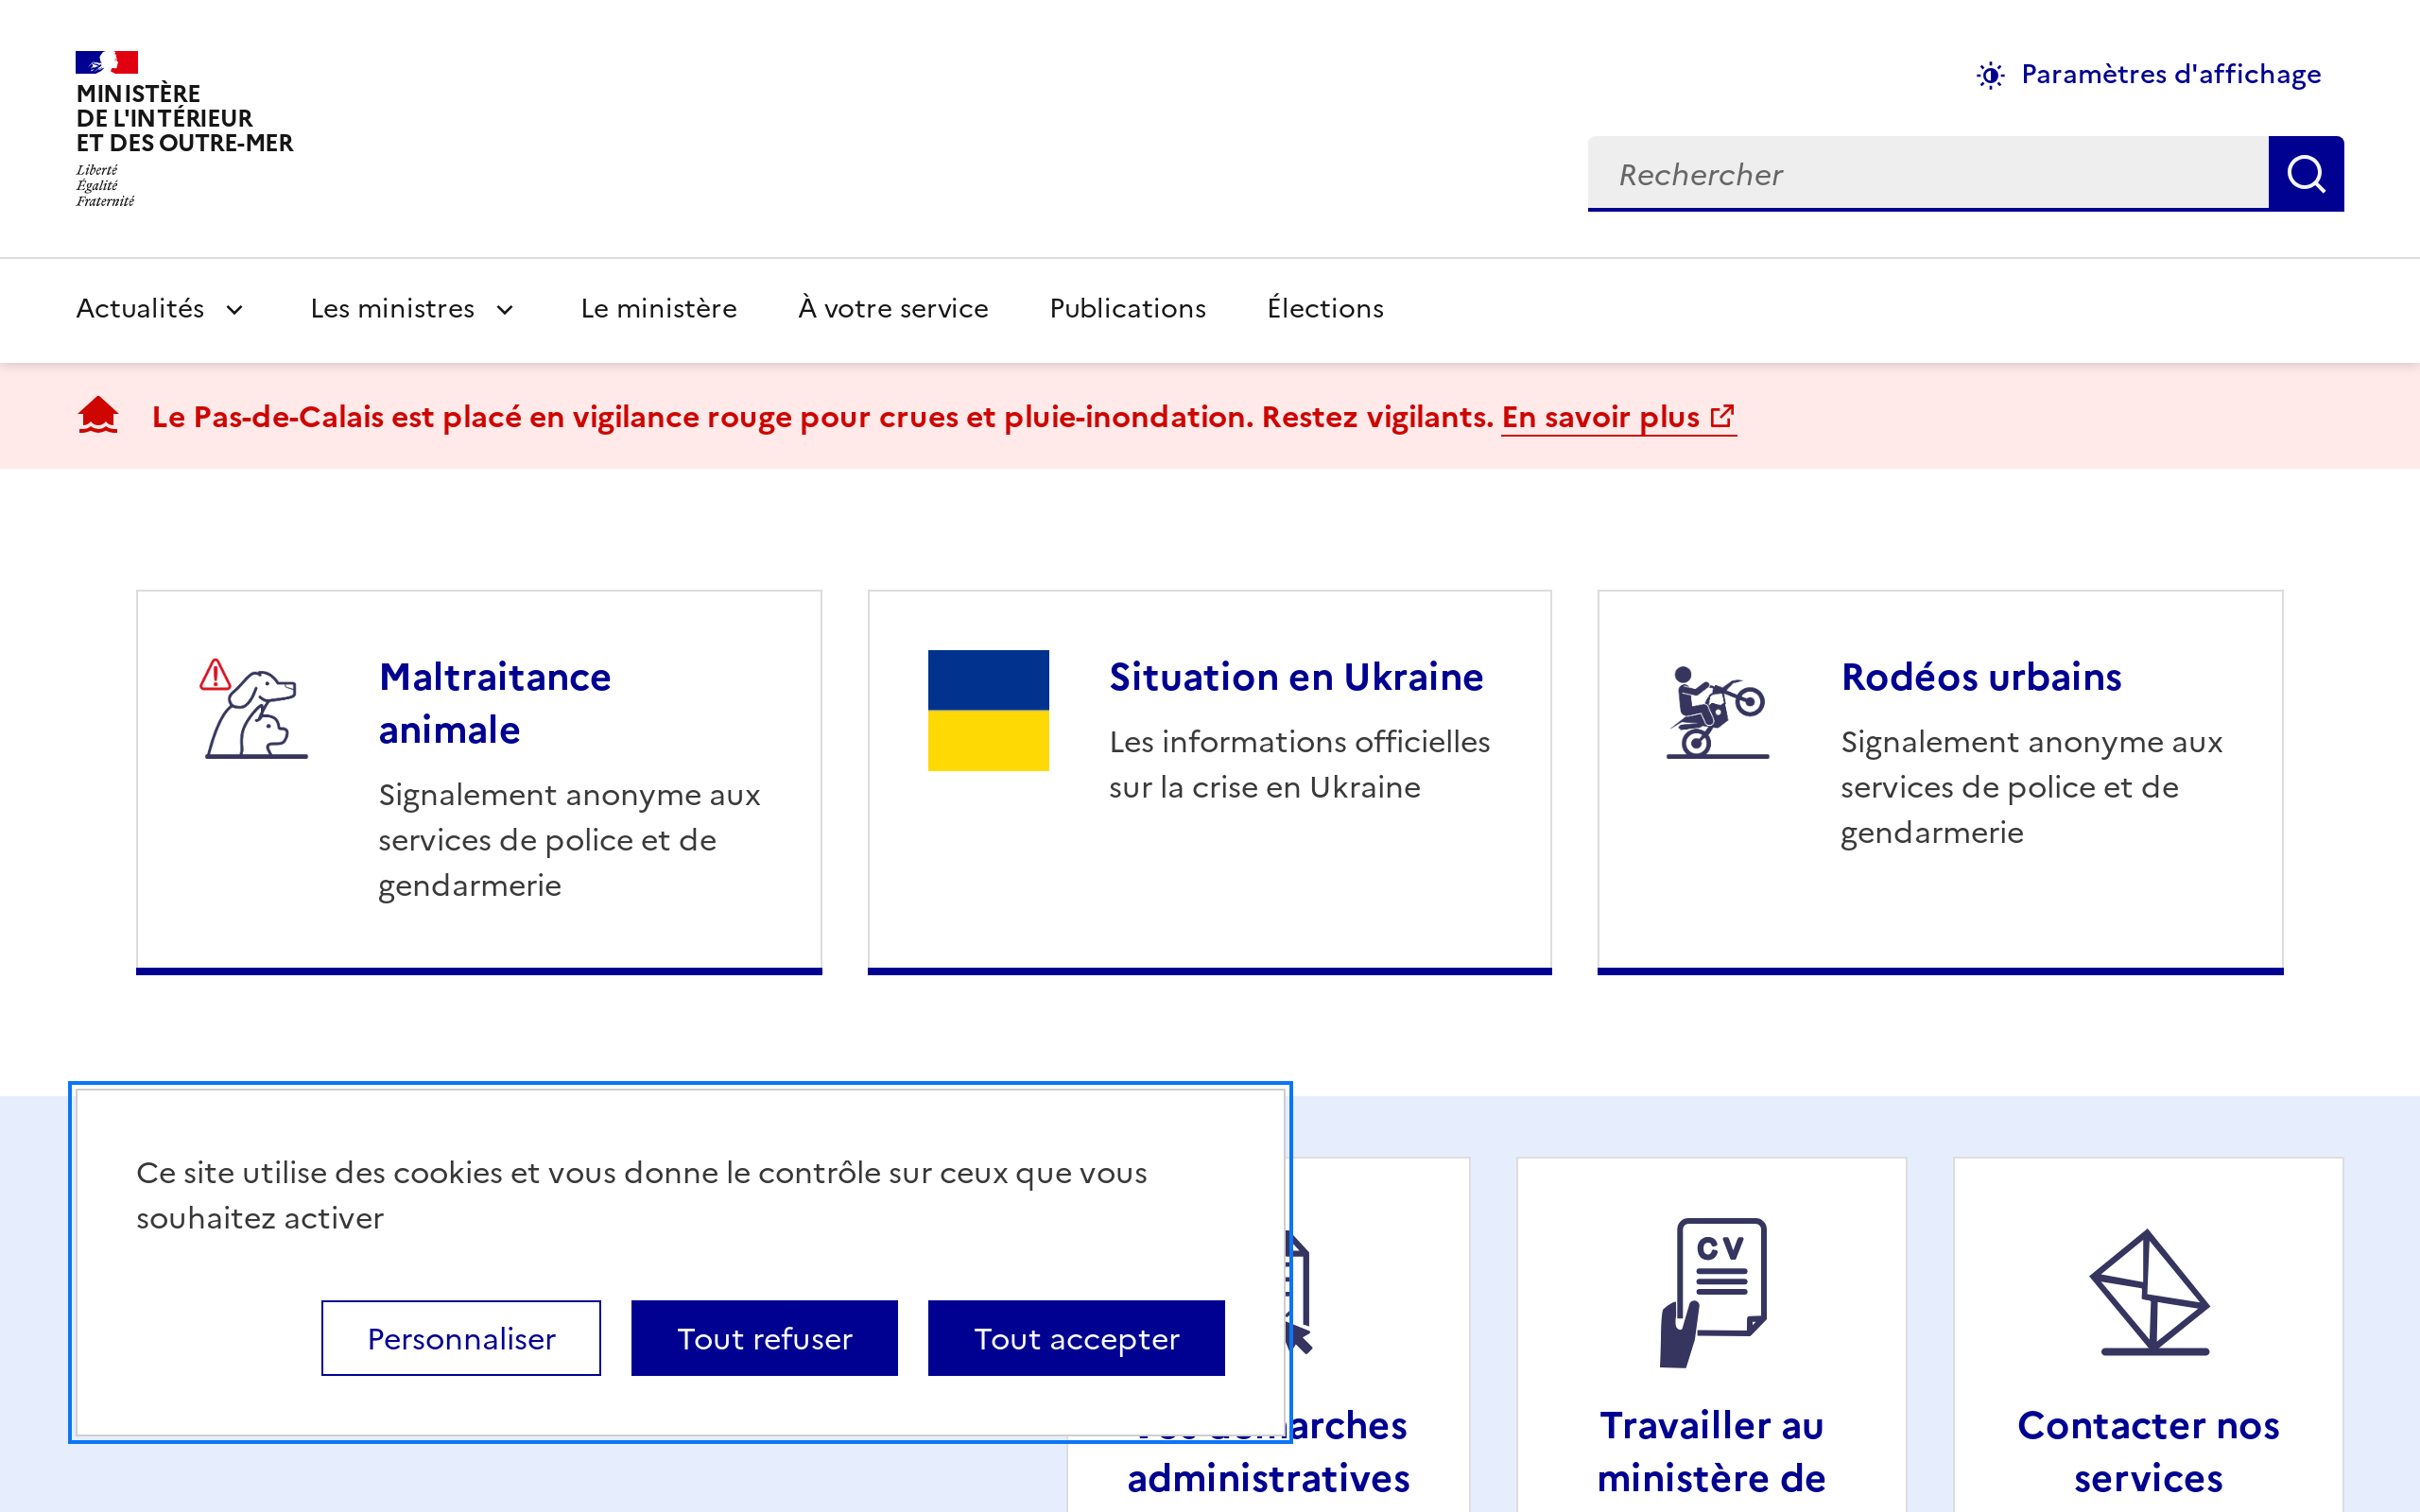 MINISTÈRE
DE L'INTÉRIEUR
ET DES OUTRE-MER
Liberté
Égalité
Fraternité
Paramètres d'affichage
Rechercher
Actualités
Les ministres
Le ministère
À votre service
Publications
Élections
Le Pas-de-Calais est placé en vigilance rouge pour crues et pluie-inondation. Restez vigilants. En savoir plus
Maltraitance
animale
Signalement anonyme aux
services de police et de
gendarmerie
Situation en Ukraine
Les informations officielles
sur la crise en Ukraine
Rodéos urbains
Signalement anonyme aux
services de police et de
gendarmerie
Ce site utilise des cookies et vous donne le contrôle sur ceux que vous
souhaitez activer
Personnaliser
Tout refuser
Tout accepter
administratives
CV
Travailler au
ministère de
Contacter nos
services